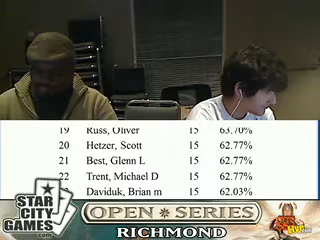 19 Russ, Oliver 15 63.70%
20 Hetzer, Scott 15 62.77%
21 Best, Glenn L 15 62.77%
22 Trent, Michael D 15 62.77%
Daviduk, Brian m 15 62.03%
STAR
CITY
GAMES.
OPEN SERIES
RICHMOND
LIVE